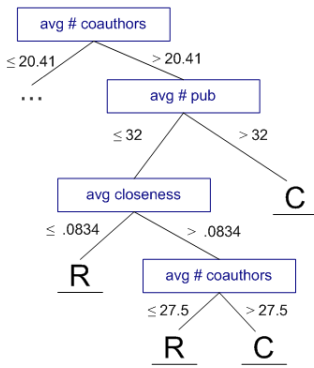 avg # coauthors
≤ 20.41
> 20.41
...
avg # pub
≤ 32
> 32
avg closeness
C
≤ .0834
> .0834
R
avg # coauthors
≤ 27.5
> 27.5
R
C